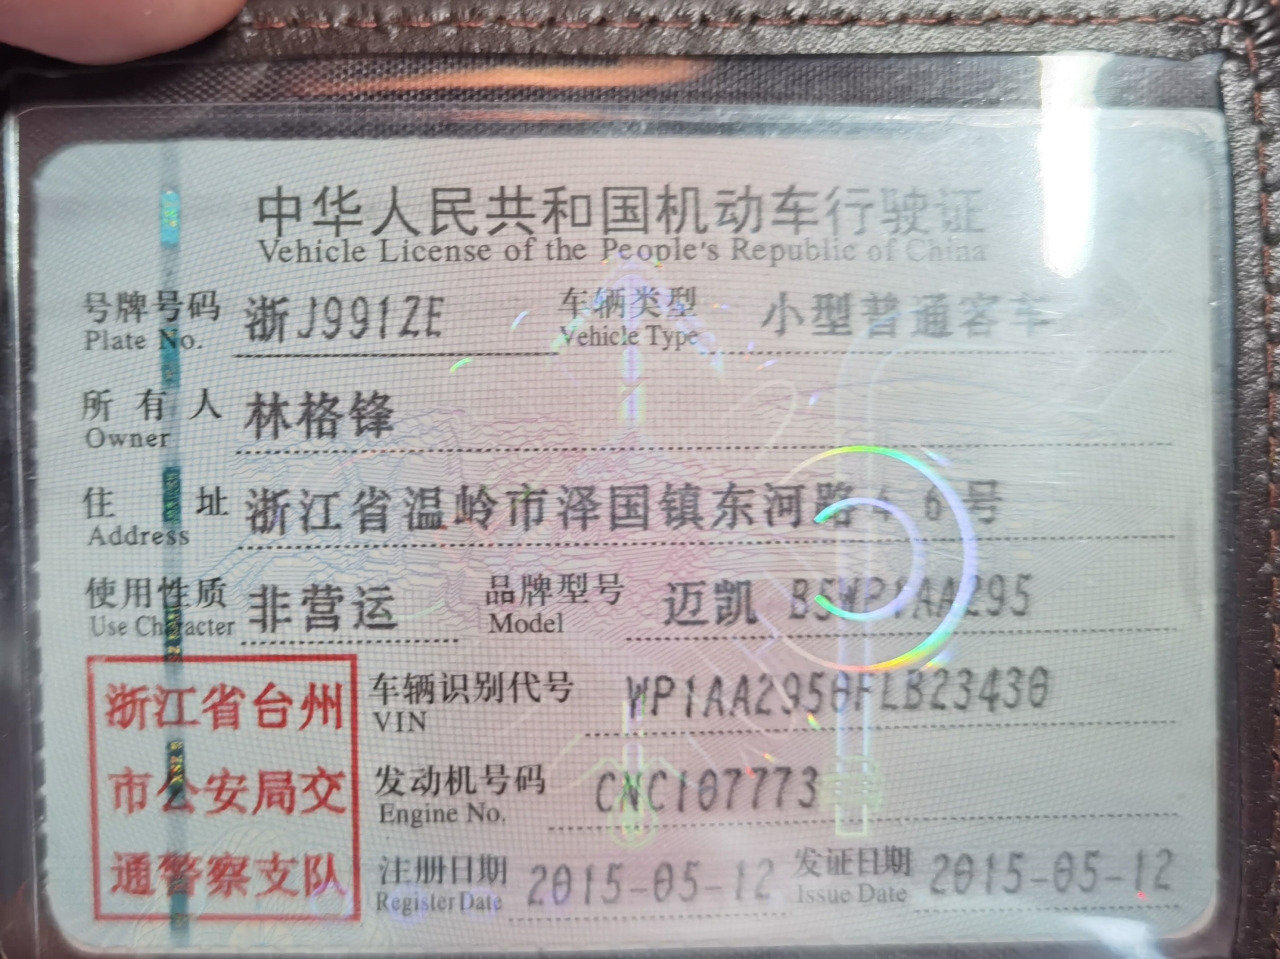 中华人民共和国机动车行驶证
Vehicle License of the People's Republic of China
号牌号码 浙J991ZE 车辆类型 小型普通客车
Plate No. Vehicle Type
所有人 林格锋
Owner
住址 浙江省温岭市泽国镇东河路 6号
Address
使用性质 非营运 品牌型号 迈凯 B5WP1AA295
Use Character Model
浙江省台州 车辆识别代号 WP1AA2950FLB23430
VIN
市公安局交 发动机号码 CNC107773
Engine No.
通警察支队 注册日期 2015-05-12 发证日期 2015-05-12
Register Date Issue Date